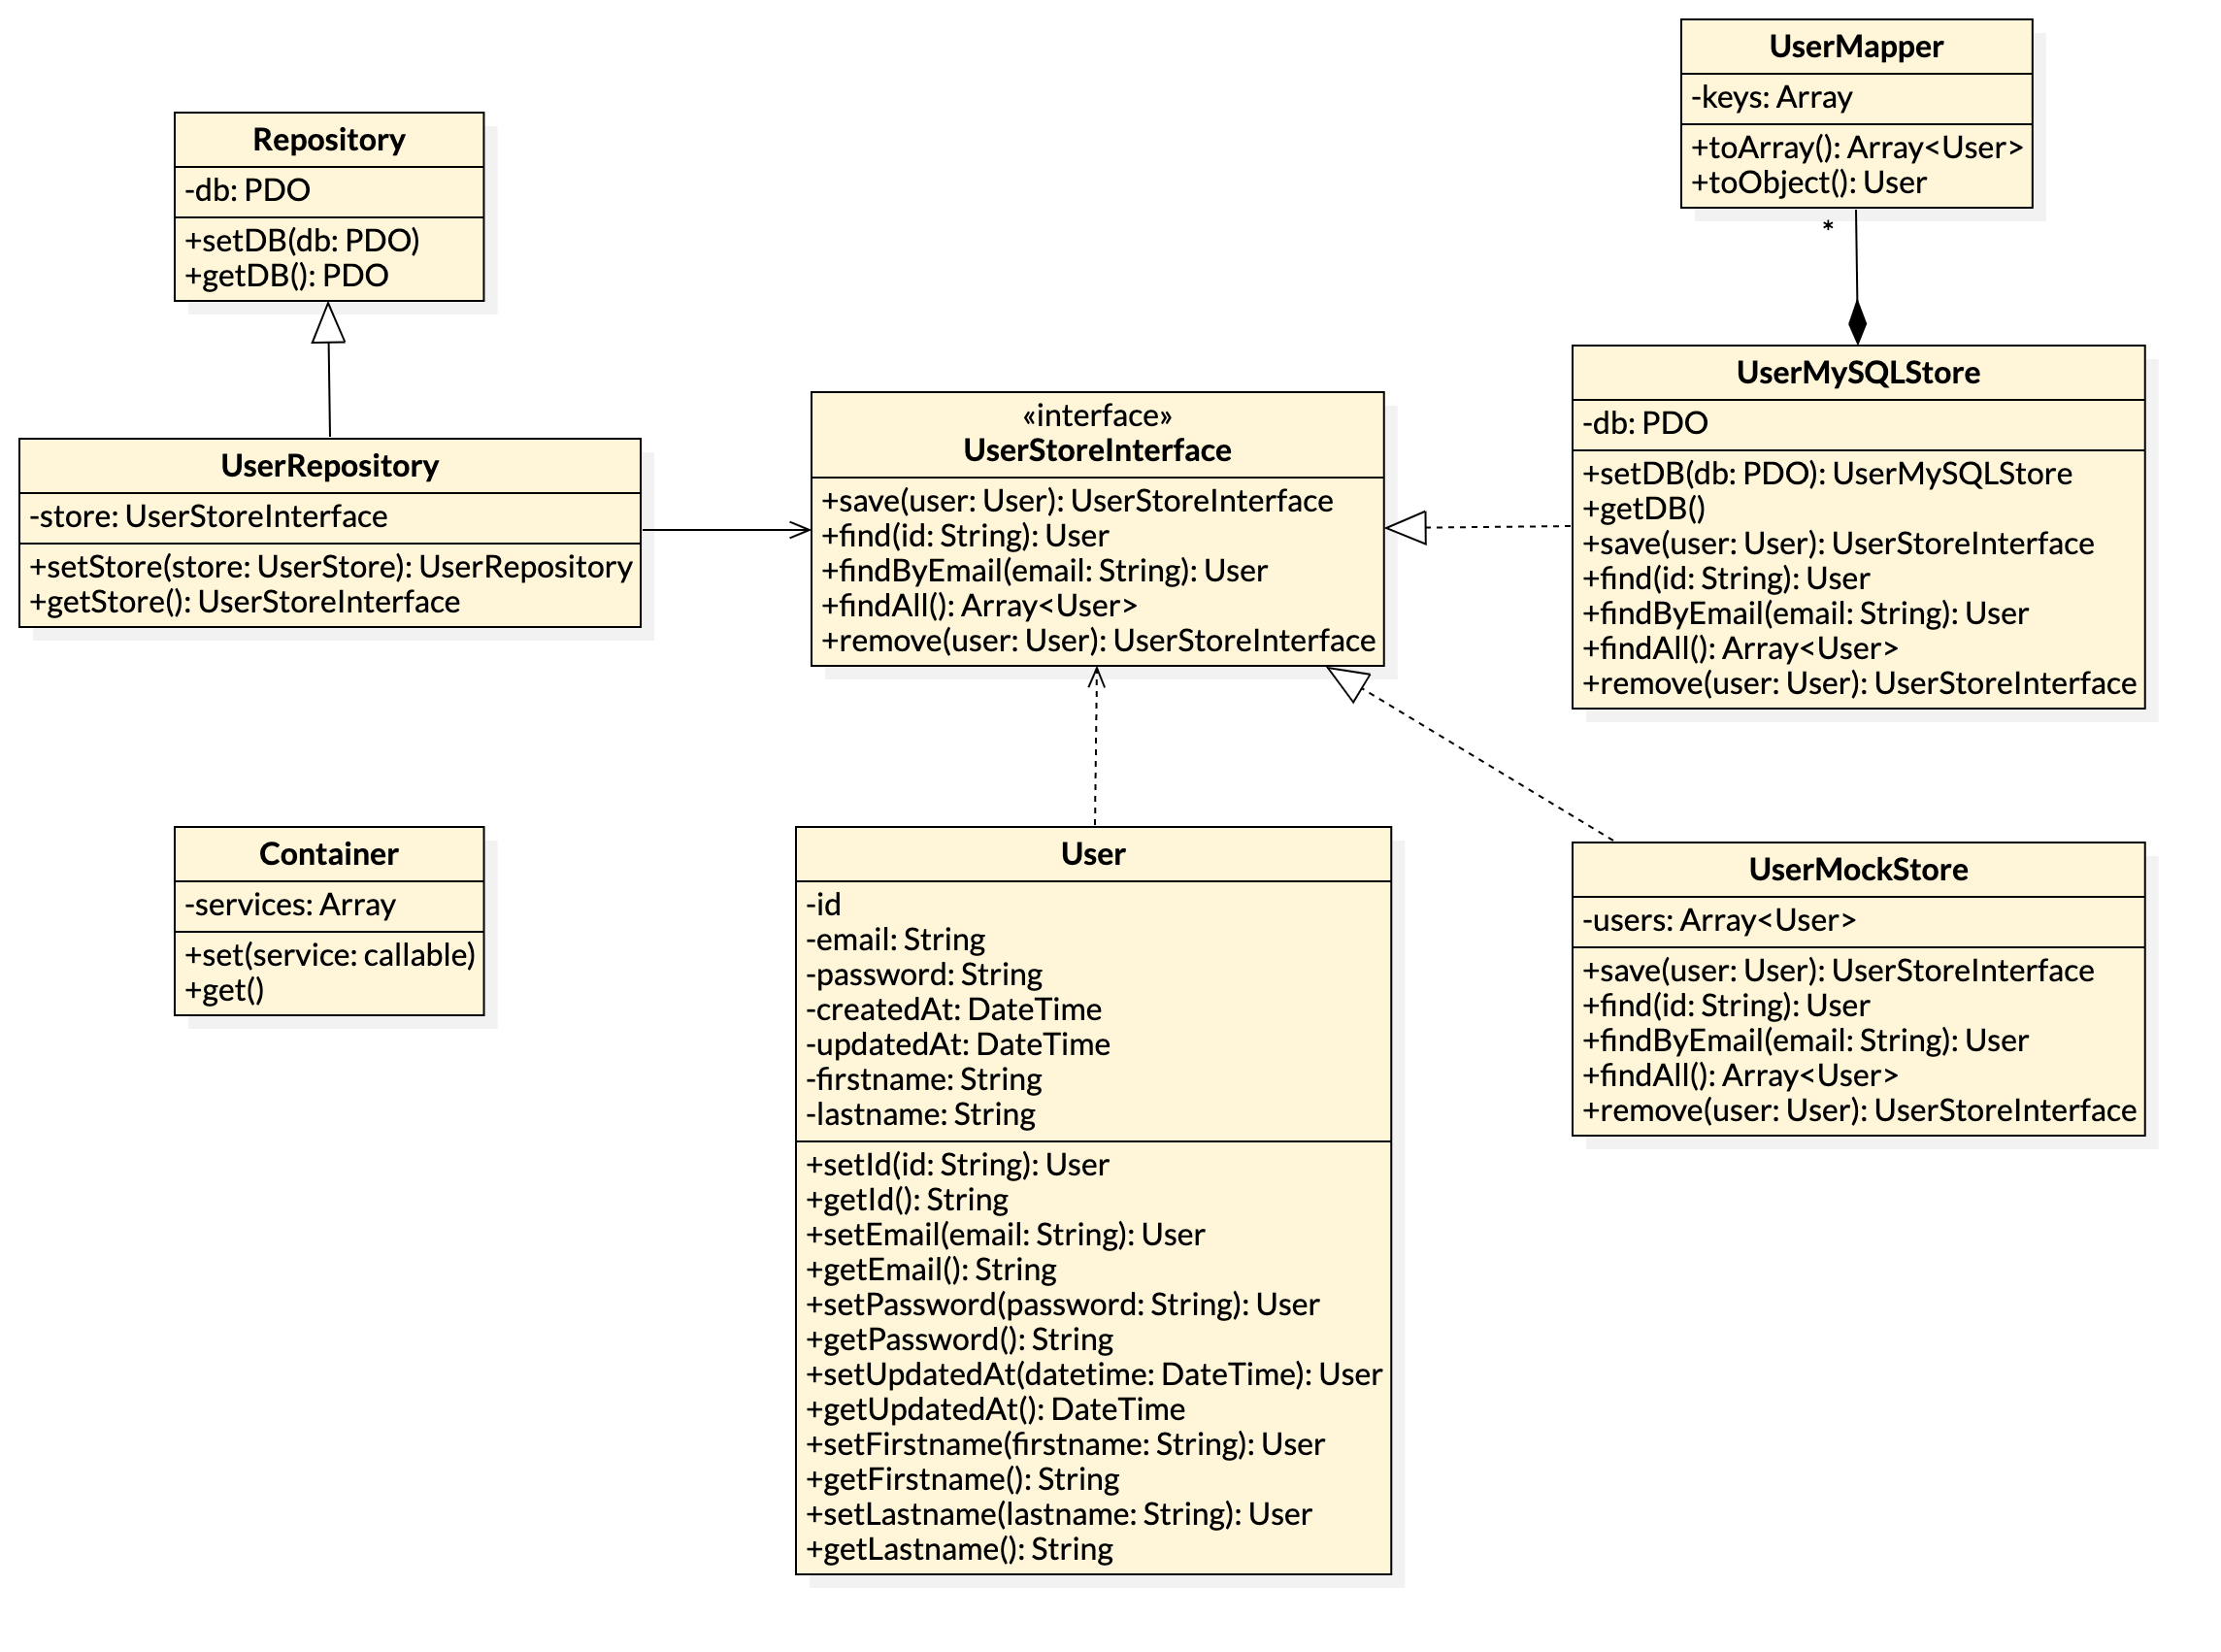 UserMapper
-keys: Array
+toArray(): Array<User>
+toObject(): User
*
Repository
-db: PDO
+setDB(db: PDO)
+getDB(): PDO
UserRepository
-store: UserStoreInterface
+setStore(store: UserStore): UserRepository
+getStore(): UserStoreInterface
«interface»
UserStoreInterface
+save(user: User): UserStoreInterface
+find(id: String): User
+findByEmail(email: String): User
+findAll(): Array<User>
+remove(user: User): UserStoreInterface
UserMySQLStore
-db: PDO
+setDB(db: PDO): UserMySQLStore
+getDB()
+save(user: User): UserStoreInterface
+find(id: String): User
+findByEmail(email: String): User
+findAll(): Array<User>
+remove(user: User): UserStoreInterface
Container
-services: Array
+set(service: callable)
+get()
User
-id
-email: String
-password: String
-createdAt: DateTime
-updatedAt: DateTime
-firstname: String
-lastname: String
+setId(id: String): User
+getId(): String
+setEmail(email: String): User
+getEmail(): String
+setPassword(password: String): User
+getPassword(): String
+setUpdatedAt(datetime: DateTime): User
+getUpdatedAt(): DateTime
+setFirstname(firstname: String): User
+getFirstname(): String
+setLastname(lastname: String): User
+getLastname(): String
UserMockStore
-users: Array<User>
+save(user: User): UserStoreInterface
+find(id: String): User
+findByEmail(email: String): User
+findAll(): Array<User>
+remove(user: User): UserStoreInterface